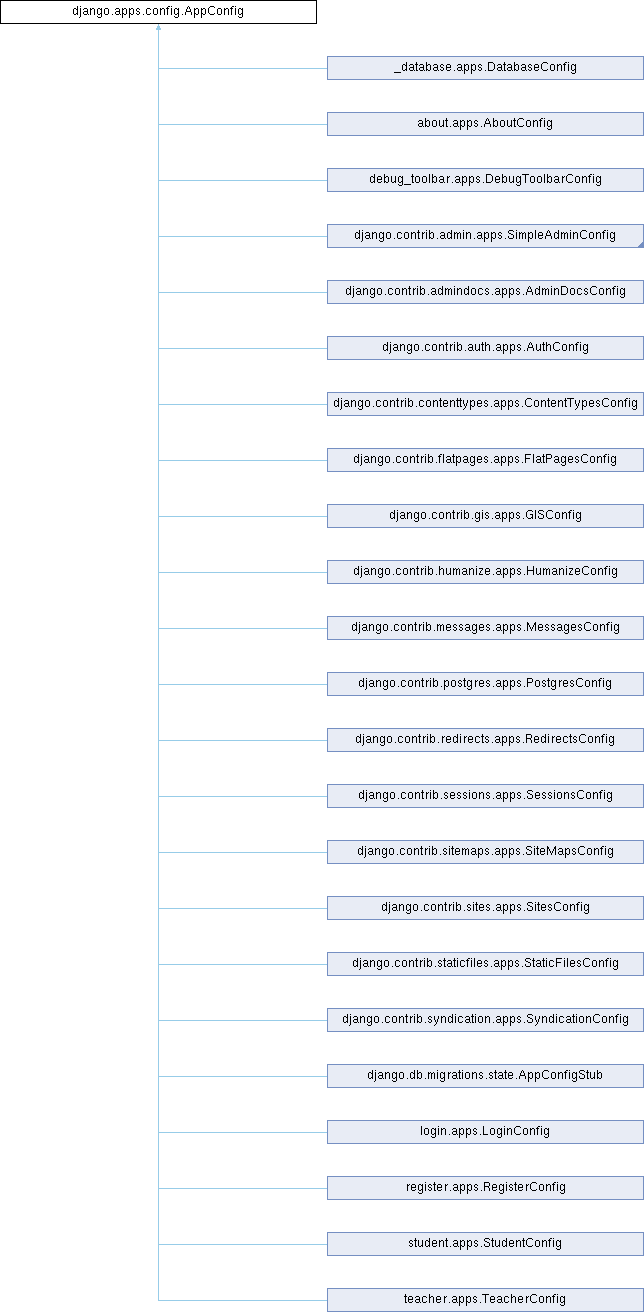 django.apps.config.AppConfig
_database.apps.DatabaseConfig
about.apps.AboutConfig
debug_toolbar.apps.DebugToolbarConfig
django.contrib.admin.apps.SimpleAdminConfig
django.contrib.admindocs.apps.AdminDocsConfig
django.contrib.auth.apps.AuthConfig
django.contrib.contenttypes.apps.ContentTypesConfig
django.contrib.flatpages.apps.FlatPagesConfig
django.contrib.gis.apps.GISConfig
django.contrib.humanize.apps.HumanizeConfig
django.contrib.messages.apps.MessagesConfig
django.contrib.postgres.apps.PostgresConfig
django.contrib.redirects.apps.RedirectsConfig
django.contrib.sessions.apps.SessionsConfig
django.contrib.sitemaps.apps.SiteMapsConfig
django.contrib.sites.apps.SitesConfig
django.contrib.staticfiles.apps.StaticFilesConfig
django.contrib.syndication.apps.SyndicationConfig
django.db.migrations.state.AppConfigStub
login.apps.LoginConfig
register.apps.RegisterConfig
student.apps.StudentConfig
teacher.apps.TeacherConfig